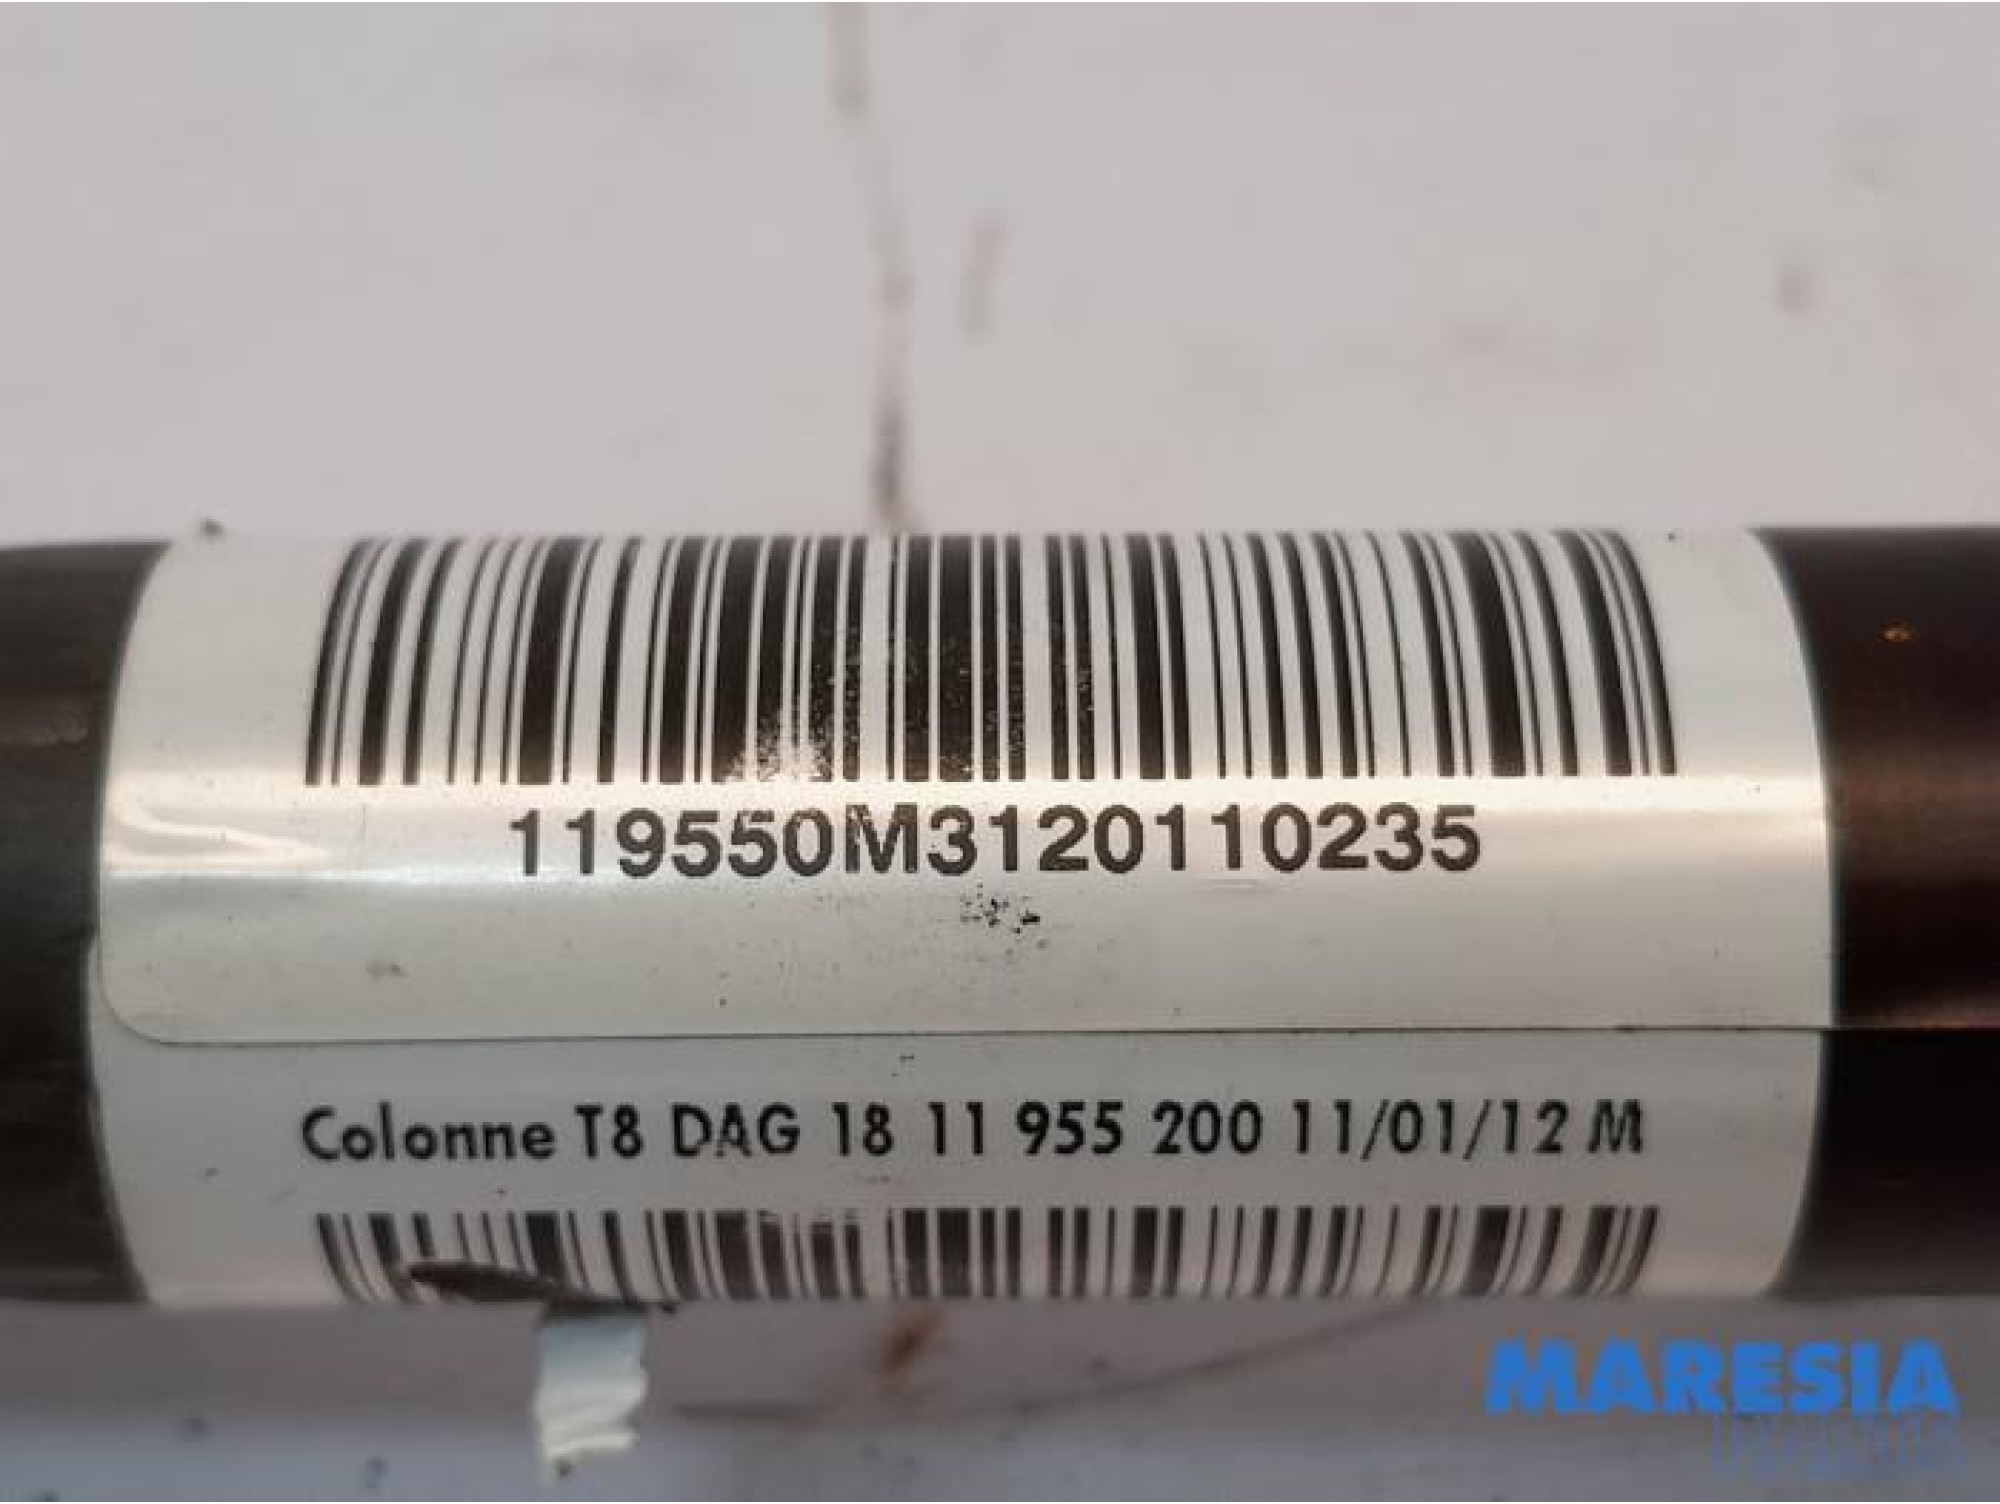 119550M3120110235
Colonne T8 DAG 18 11 955 200 11/01/12 M
MARESIA